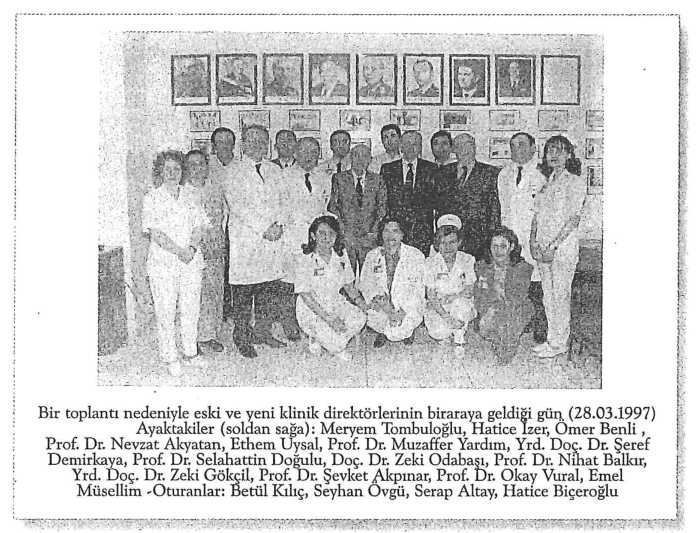 Bir toplantı nedeniyle eski ve yeni klinik direktörlerinin biraraya geldiği gün (28.03.1997)
Ayaktakiler (soldan sağa): Meryem Tombuloğlu, Hatice İzer, Ömer Benli ,
Prof. Dr. Nevzat Akyatan, Ethem Uysal, Prof. Dr. Muzaffer Yardım, Yrd. Doç. Dr. Şeref
Demirkaya, Prof. Dr. Selahattin Doğulu, Doç. Dr. Zeki Odabaşı, Prof. Dr. Nihat Balkır,
Yrd. Doç. Dr. Zeki Gökçil, Prof. Dr. Şevket Akpınar, Prof. Dr. Okay Vural, Emel
Müsellim -Oturanlar: Betül Kılıç, Seyhan Övgü, Serap Altay, Hatice Biçeroğlu